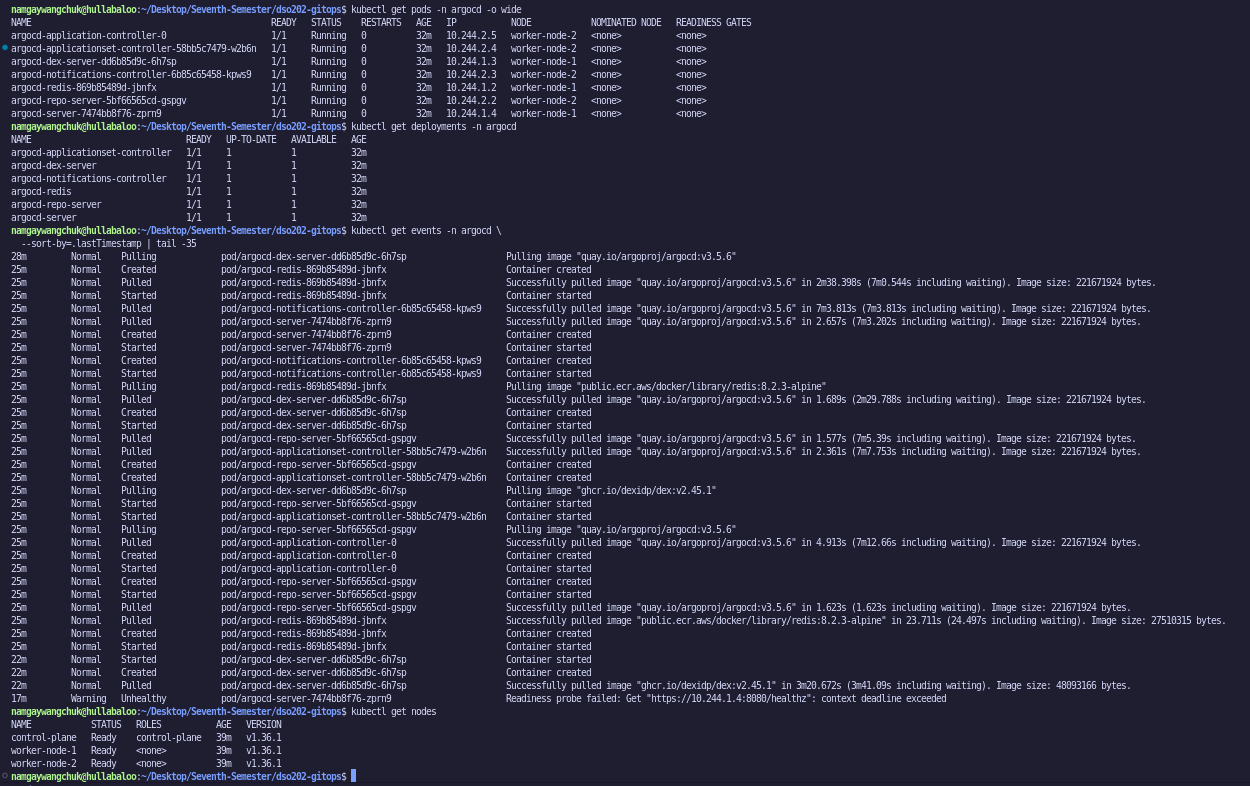 namgaywangchuk@hullabaloo:~/Desktop/Seventh-Semester/dso202-gitops$ kubectl get pods -n argocd -o wide
NAME                                                READY   STATUS    RESTARTS   AGE   IP           NODE            NOMINATED NODE   READINESS GATES
argocd-application-controller-0                     1/1     Running   0          32m   10.244.2.5   worker-node-2   <none>           <none>
argocd-applicationset-controller-58bb5c7479-w2b6n   1/1     Running   0          32m   10.244.2.4   worker-node-2   <none>           <none>
argocd-dex-server-dd6b85d9c-6h7sp                   1/1     Running   0          32m   10.244.1.3   worker-node-1   <none>           <none>
argocd-notifications-controller-6b85c65458-kpws9    1/1     Running   0          32m   10.244.2.3   worker-node-2   <none>           <none>
argocd-redis-869b85489d-jbnfx                       1/1     Running   0          32m   10.244.1.2   worker-node-1   <none>           <none>
argocd-repo-server-5bf66565cd-gspgv                 1/1     Running   0          32m   10.244.2.2   worker-node-2   <none>           <none>
argocd-server-7474bb8f76-zprn9                      1/1     Running   0          32m   10.244.1.4   worker-node-1   <none>           <none>
namgaywangchuk@hullabaloo:~/Desktop/Seventh-Semester/dso202-gitops$ kubectl get deployments -n argocd
NAME                               READY   UP-TO-DATE   AVAILABLE   AGE
argocd-applicationset-controller   1/1     1            1           32m
argocd-dex-server                  1/1     1            1           32m
argocd-notifications-controller    1/1     1            1           32m
argocd-redis                       1/1     1            1           32m
argocd-repo-server                 1/1     1            1           32m
argocd-server                      1/1     1            1           32m
namgaywangchuk@hullabaloo:~/Desktop/Seventh-Semester/dso202-gitops$ kubectl get events -n argocd \
  --sort-by=.lastTimestamp | tail -35
28m         Normal    Pulling             pod/argocd-dex-server-dd6b85d9c-6h7sp                    Pulling image "quay.io/argoproj/argocd:v3.5.6"
25m         Normal    Created             pod/argocd-redis-869b85489d-jbnfx                        Container created
25m         Normal    Pulled              pod/argocd-redis-869b85489d-jbnfx                        Successfully pulled image "quay.io/argoproj/argocd:v3.5.6" in 2m38.398s (7m0.544s including waiting). Image size: 221671924 bytes.
25m         Normal    Started             pod/argocd-redis-869b85489d-jbnfx                        Container started
25m         Normal    Pulled              pod/argocd-notifications-controller-6b85c65458-kpws9     Successfully pulled image "quay.io/argoproj/argocd:v3.5.6" in 7m3.813s (7m3.813s including waiting). Image size: 221671924 bytes.
25m         Normal    Pulled              pod/argocd-server-7474bb8f76-zprn9                       Successfully pulled image "quay.io/argoproj/argocd:v3.5.6" in 2.657s (7m3.202s including waiting). Image size: 221671924 bytes.
25m         Normal    Created             pod/argocd-server-7474bb8f76-zprn9                       Container created
25m         Normal    Started             pod/argocd-server-7474bb8f76-zprn9                       Container started
25m         Normal    Created             pod/argocd-notifications-controller-6b85c65458-kpws9     Container created
25m         Normal    Started             pod/argocd-notifications-controller-6b85c65458-kpws9     Container started
25m         Normal    Pulling             pod/argocd-redis-869b85489d-jbnfx                        Pulling image "public.ecr.aws/docker/library/redis:8.2.3-alpine"
25m         Normal    Pulled              pod/argocd-dex-server-dd6b85d9c-6h7sp                    Successfully pulled image "quay.io/argoproj/argocd:v3.5.6" in 1.689s (2m29.788s including waiting). Image size: 221671924 bytes.
25m         Normal    Created             pod/argocd-dex-server-dd6b85d9c-6h7sp                    Container created
25m         Normal    Started             pod/argocd-dex-server-dd6b85d9c-6h7sp                    Container started
25m         Normal    Pulled              pod/argocd-repo-server-5bf66565cd-gspgv                  Successfully pulled image "quay.io/argoproj/argocd:v3.5.6" in 1.577s (7m5.39s including waiting). Image size: 221671924 bytes.
25m         Normal    Pulled              pod/argocd-applicationset-controller-58bb5c7479-w2b6n    Successfully pulled image "quay.io/argoproj/argocd:v3.5.6" in 2.361s (7m7.753s including waiting). Image size: 221671924 bytes.
25m         Normal    Created             pod/argocd-repo-server-5bf66565cd-gspgv                  Container created
25m         Normal    Created             pod/argocd-applicationset-controller-58bb5c7479-w2b6n    Container created
25m         Normal    Pulling             pod/argocd-dex-server-dd6b85d9c-6h7sp                    Pulling image "ghcr.io/dexidp/dex:v2.45.1"
25m         Normal    Started             pod/argocd-repo-server-5bf66565cd-gspgv                  Container started
25m         Normal    Started             pod/argocd-applicationset-controller-58bb5c7479-w2b6n    Container started
25m         Normal    Pulling             pod/argocd-repo-server-5bf66565cd-gspgv                  Pulling image "quay.io/argoproj/argocd:v3.5.6"
25m         Normal    Pulled              pod/argocd-application-controller-0                      Successfully pulled image "quay.io/argoproj/argocd:v3.5.6" in 4.913s (7m12.66s including waiting). Image size: 221671924 bytes.
25m         Normal    Created             pod/argocd-application-controller-0                      Container created
25m         Normal    Started             pod/argocd-application-controller-0                      Container started
25m         Normal    Created             pod/argocd-repo-server-5bf66565cd-gspgv                  Container created
25m         Normal    Started             pod/argocd-repo-server-5bf66565cd-gspgv                  Container started
25m         Normal    Pulled              pod/argocd-repo-server-5bf66565cd-gspgv                  Successfully pulled image "quay.io/argoproj/argocd:v3.5.6" in 1.623s (1.623s including waiting). Image size: 221671924 bytes.
25m         Normal    Pulled              pod/argocd-redis-869b85489d-jbnfx                        Successfully pulled image "public.ecr.aws/docker/library/redis:8.2.3-alpine" in 23.711s (24.497s including waiting). Image size: 27510315 bytes.
25m         Normal    Created             pod/argocd-redis-869b85489d-jbnfx                        Container created
25m         Normal    Started             pod/argocd-redis-869b85489d-jbnfx                        Container started
22m         Normal    Started             pod/argocd-dex-server-dd6b85d9c-6h7sp                    Container started
22m         Normal    Created             pod/argocd-dex-server-dd6b85d9c-6h7sp                    Container created
22m         Normal    Pulled              pod/argocd-dex-server-dd6b85d9c-6h7sp                    Successfully pulled image "ghcr.io/dexidp/dex:v2.45.1" in 3m20.672s (3m41.09s including waiting). Image size: 48093166 bytes.
17m         Warning   Unhealthy           pod/argocd-server-7474bb8f76-zprn9                       Readiness probe failed: Get "https://10.244.1.4:8080/healthz": context deadline exceeded
namgaywangchuk@hullabaloo:~/Desktop/Seventh-Semester/dso202-gitops$ kubectl get nodes
NAME            STATUS   ROLES           AGE   VERSION
control-plane   Ready    control-plane   39m   v1.36.1
worker-node-1   Ready    <none>          39m   v1.36.1
worker-node-2   Ready    <none>          39m   v1.36.1
namgaywangchuk@hullabaloo:~/Desktop/Seventh-Semester/dso202-gitops$